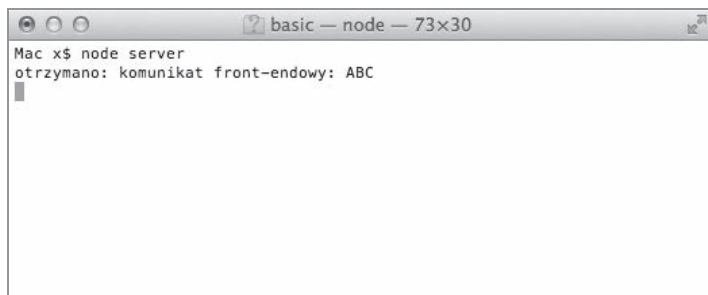 basic — node — 73×30
Mac x$ node server
otrzymano: komunikat front-endowy: ABC